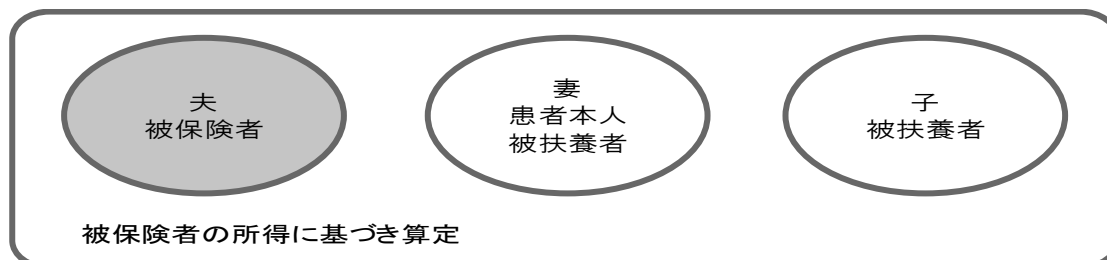 夫
被保険者
妻
患者本人
被扶養者
子
被扶養者
被保険者の所得に基づき算定